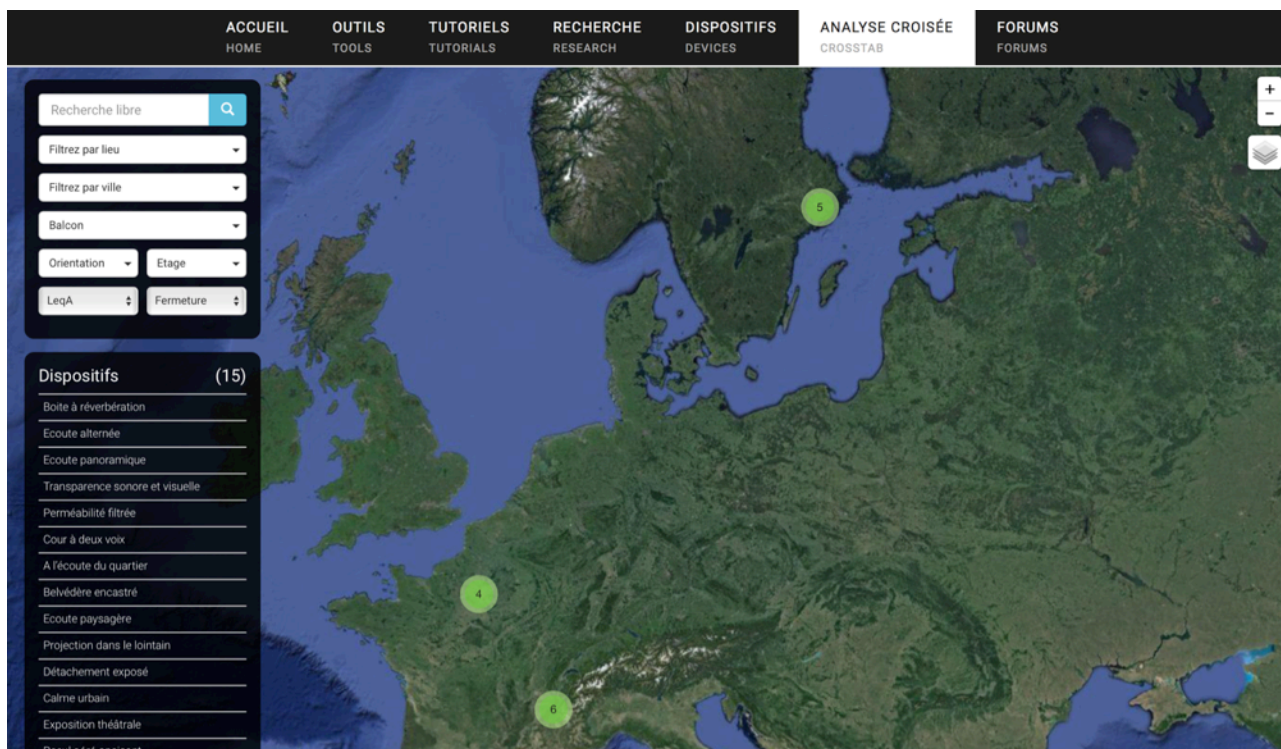 ACCUEIL OUTILS TUTORIELS RECHERCHE DISPOSITIFS ANALYSE CROISÉE FORUMS
HOME TOOLS TUTORIALS RESEARCH DEVICES CROSSTAB FORUMS
Recherche libre
+
Filtrez par lieu
-
Filtrez par ville
5
Balcon
Orientation Etage
LeqA Fermeture
Dispositifs (15)
Boite à réverbération
Ecoute alternée
Ecoute panoramique
Transparence sonore et visuelle
Perméabilité filtrée
Cour à deux voix
A l'écoute du quartier
Belvédère encastré
4
Ecoute paysagère
Projection dans le lointain
Détachement exposé
Calme urbain
6
Exposition théâtrale